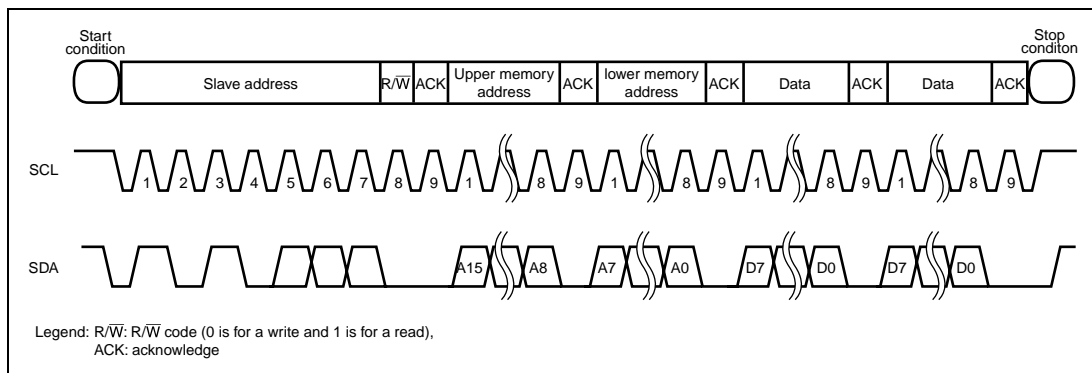 Start
condition
Stop
conditon
Slave address R/W̅ ACK Upper memory
address ACK lower memory
address ACK Data ACK Data ACK
SCL 1 2 3 4 5 6 7 8 9 1 8 9 1 8 9 1 8 9 1 8 9
SDA A15 A8 A7 A0 D7 D0 D7 D0
Legend: R/W̅: R/W̅ code (0 is for a write and 1 is for a read),
ACK: acknowledge